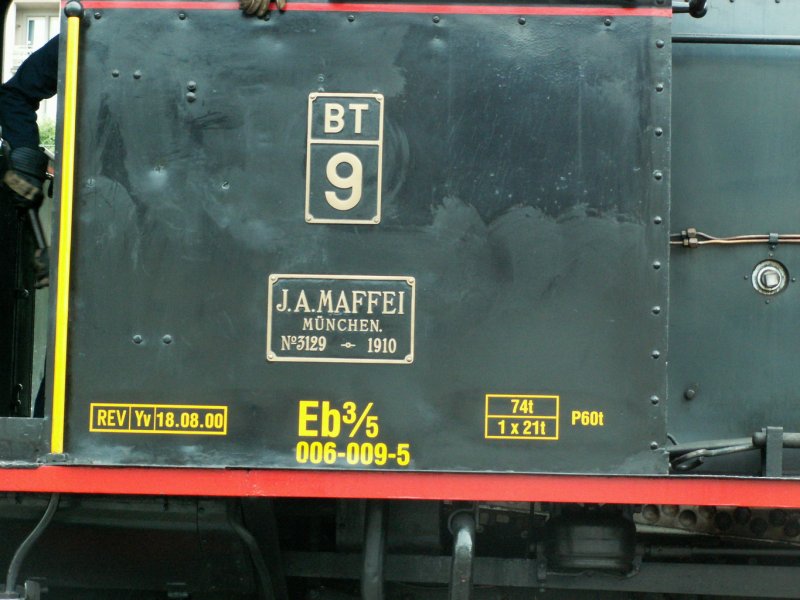 BT
9
J.A.MAFFEI
MÜNCHEN.
Nº3129 - 1910
REV Yv 18.08.00
Eb3/5
006-009-5
74t
1 x 21t
P60t